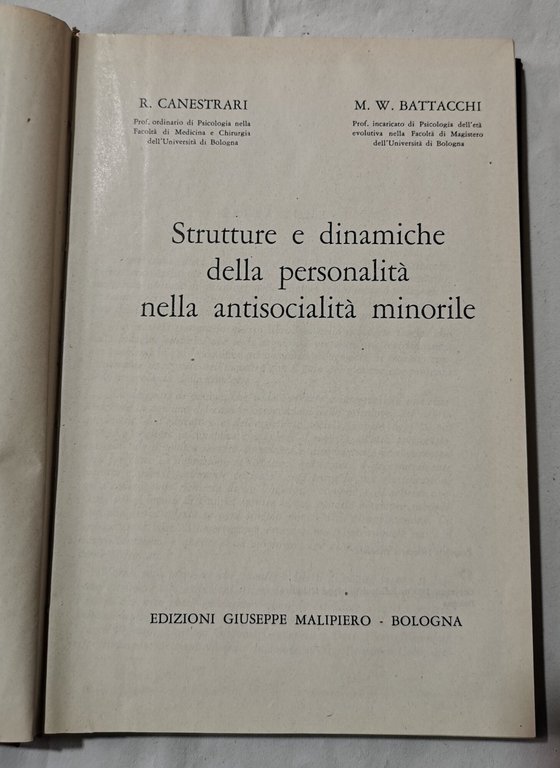 R. CANESTRARI
Prof. ordinario di Psicologia nella
Facoltà di Medicina e Chirurgia
dell'Università di Bologna
M. W. BATTACCHI
Prof. incaricato di Psicologia dell'età
evolutiva nella Facoltà di Magistero
dell'Università di Bologna
Strutture e dinamiche
della personalità
nella antisocialità minorile
EDIZIONI GIUSEPPE MALIPIERO - BOLOGNA